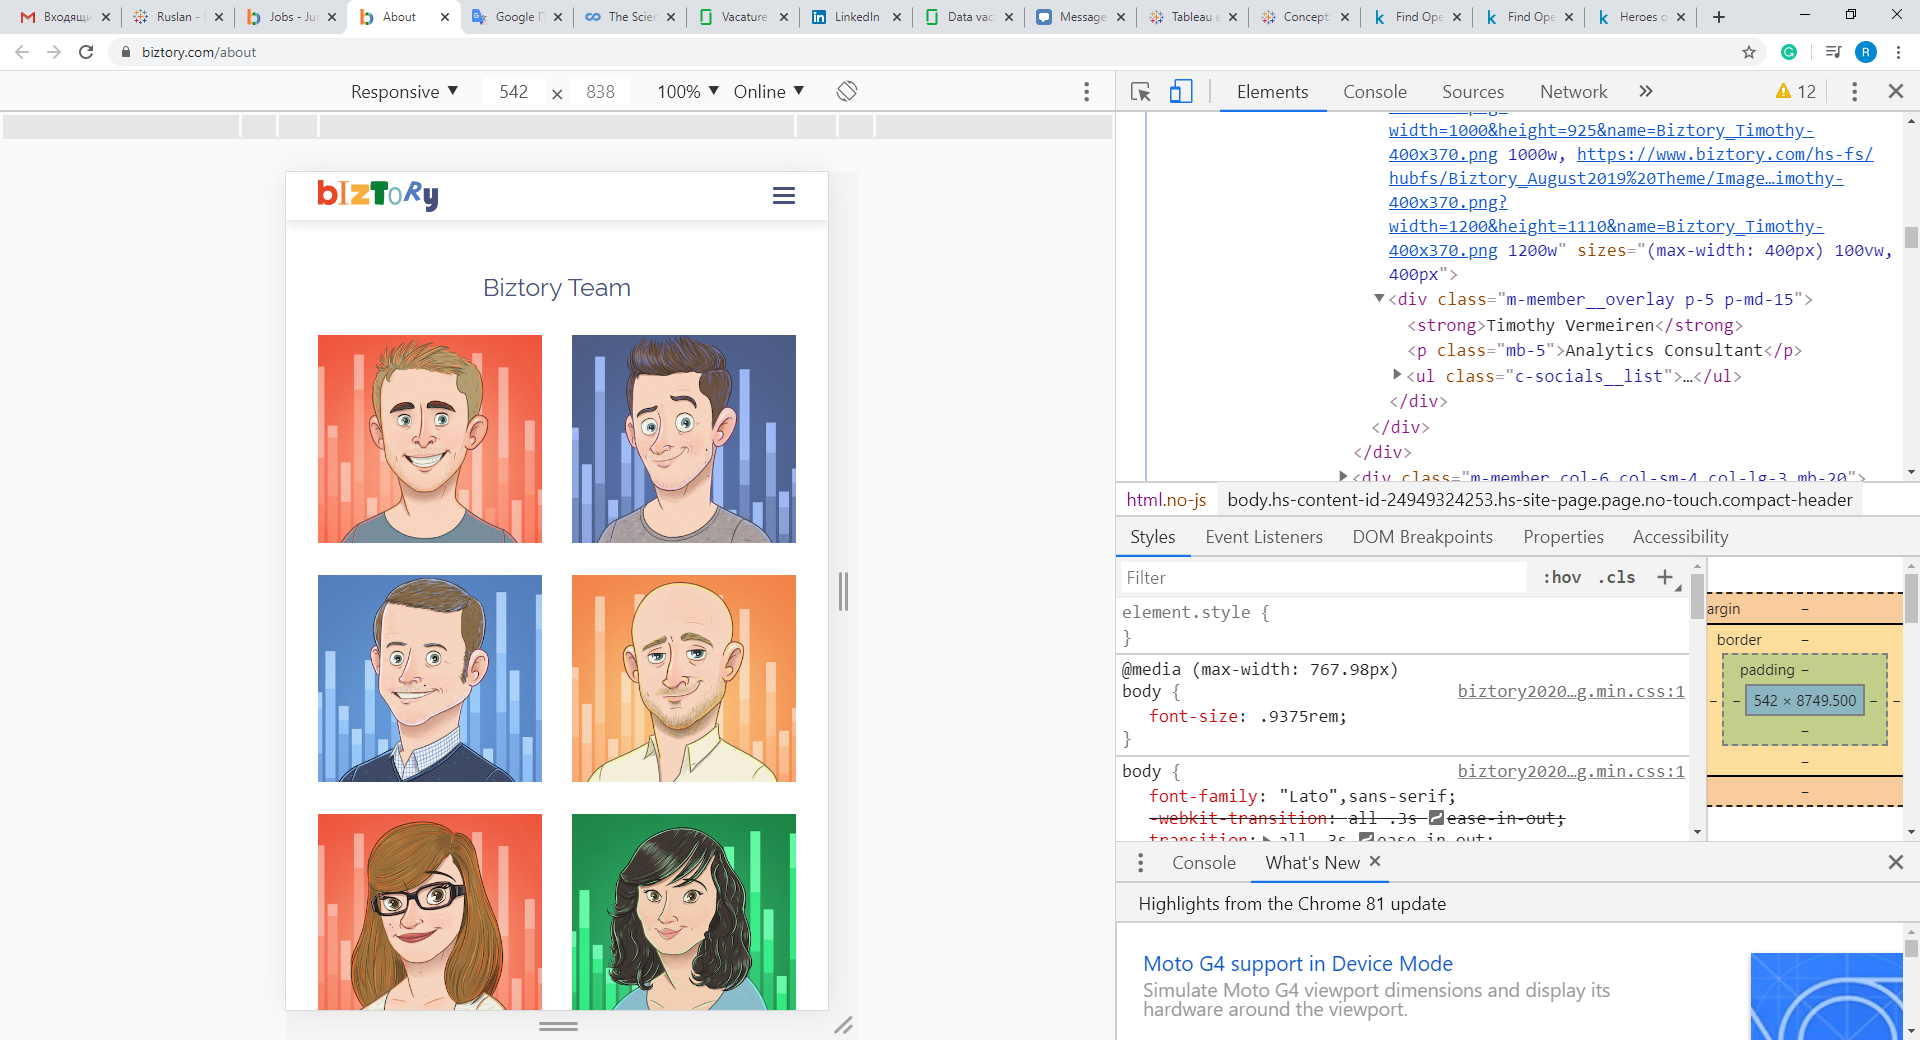 Входящи
Ruslan -
Jobs - Ju
About
Google П
The Scien
Vacature
LinkedIn
Data vac
Message
Tableau e
Concept
Find Ope
Find Ope
Heroes o
biztory.com/about
R
Responsive ▼ 542 × 838 100% ▼ Online ▼
Elements Console Sources Network » 12
BIZTORY
Biztory Team
width=1000&height=925&name=Biztory_Timothy-
400x370.png 1000w, https://www.biztory.com/hs-fs/
hubfs/Biztory_August2019%20Theme/Image…imothy-
400x370.png?
width=1200&height=1110&name=Biztory_Timothy-
400x370.png 1200w" sizes="(max-width: 400px) 100vw,
400px">
▼<div class="m-member__overlay p-5 p-md-15">
<strong>Timothy Vermeiren</strong>
<p class="mb-5">Analytics Consultant</p>
▶<ul class="c-socials__list">…</ul>
</div>
</div>
</div>
▶<div class="m-member col-6 col-sm-4 col-lg-3 mb-20">
html.no-js body.hs-content-id-24949324253.hs-site-page.page.no-touch.compact-header
Styles Event Listeners DOM Breakpoints Properties Accessibility
Filter :hov .cls +
element.style {
}
@media (max-width: 767.98px)
body { biztory2020…g.min.css:1
font-size: .9375rem;
}
body { biztory2020…g.min.css:1
font-family: "Lato",sans-serif;
-webkit-transition: all .3s ease-in-out;
transition:▶all .3s ease-in-out;
argin –
border –
padding –
– – 542 × 8749.500 – –
–
–
–
Console What's New ×
Highlights from the Chrome 81 update
Moto G4 support in Device Mode
Simulate Moto G4 viewport dimensions and display its
hardware around the viewport.